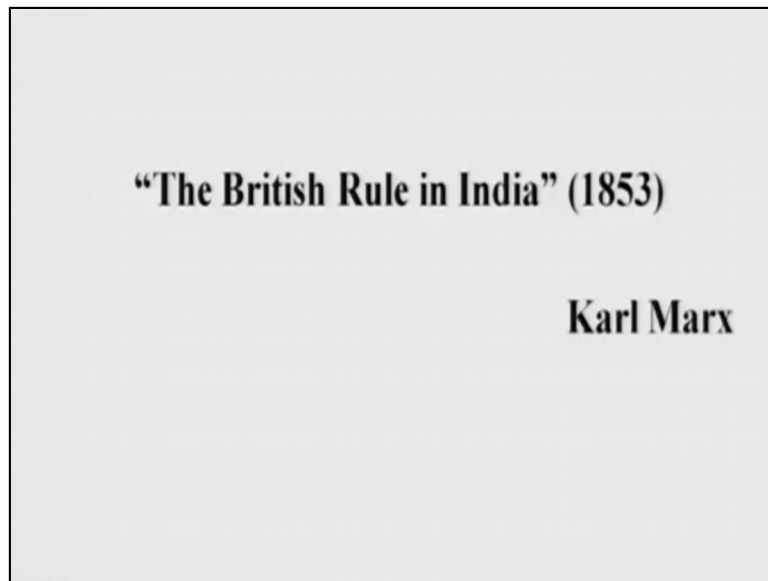 “The British Rule in India” (1853)
Karl Marx